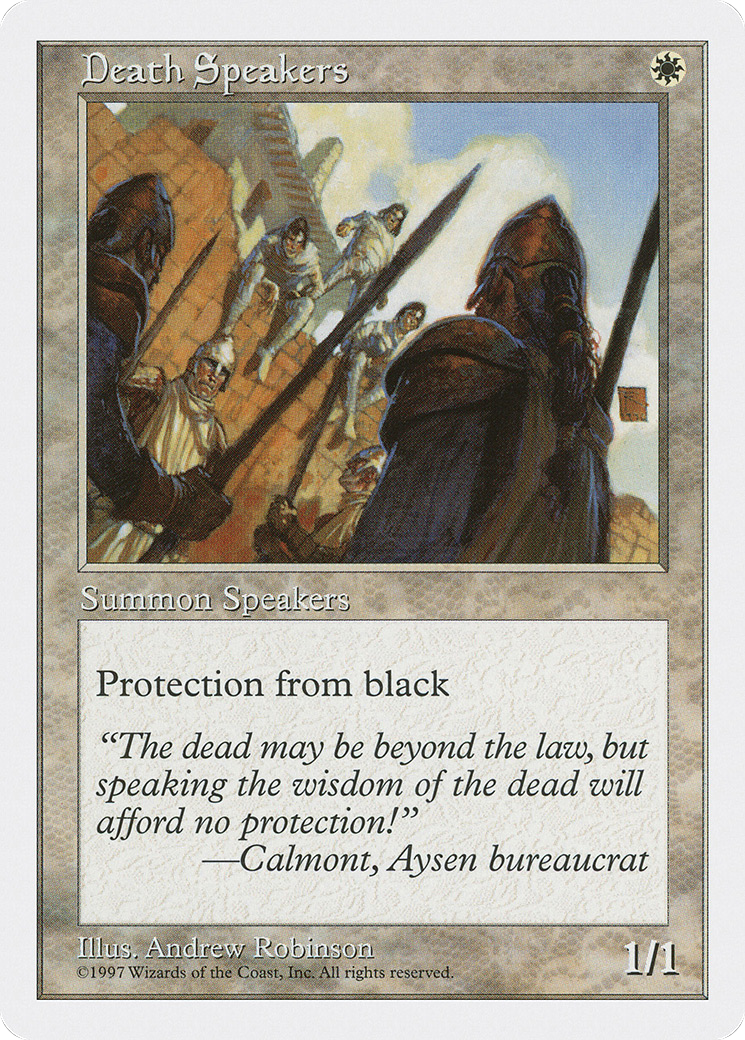 Death Speakers
Summon Speakers
Protection from black
“The dead may be beyond the law, but
speaking the wisdom of the dead will
afford no protection!”
—Calmont, Aysen bureaucrat
Illus. Andrew Robinson
©1997 Wizards of the Coast, Inc. All rights reserved.
1/1